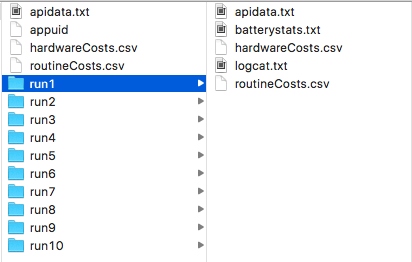 apidata.txt
appuid
hardwareCosts.csv
routineCosts.csv
run1
run2
run3
run4
run5
run6
run7
run8
run9
run10
apidata.txt
batterystats.txt
hardwareCosts.csv
logcat.txt
routineCosts.csv